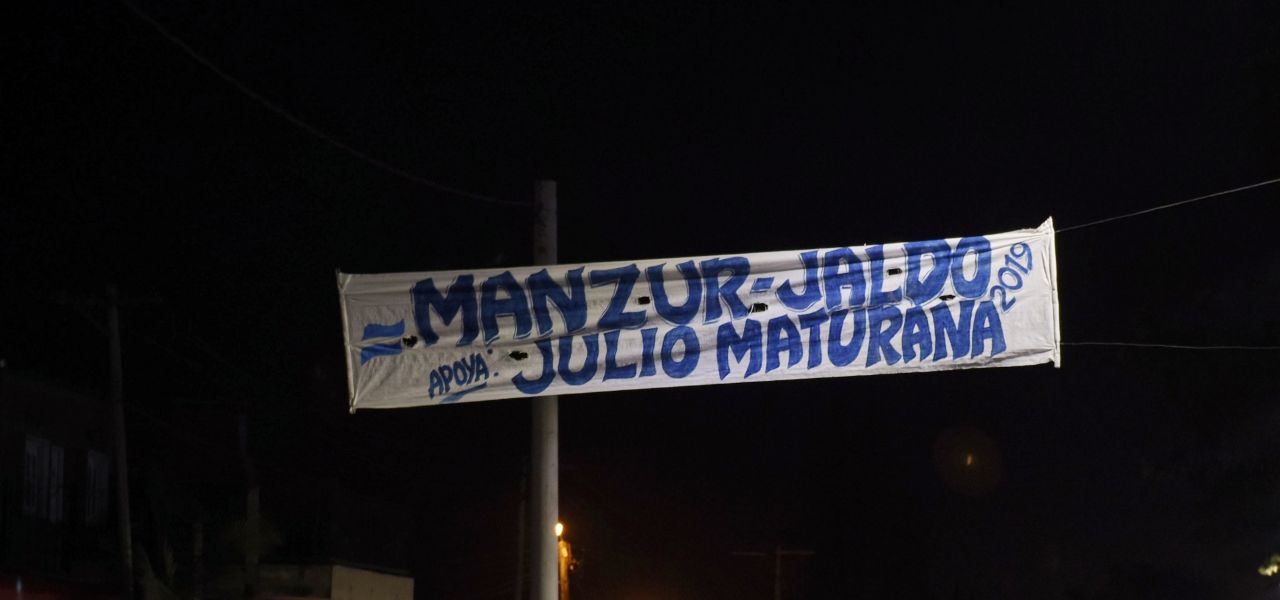 =MANZUR-JALDO 2019
APOYA: JULIO MATURANA